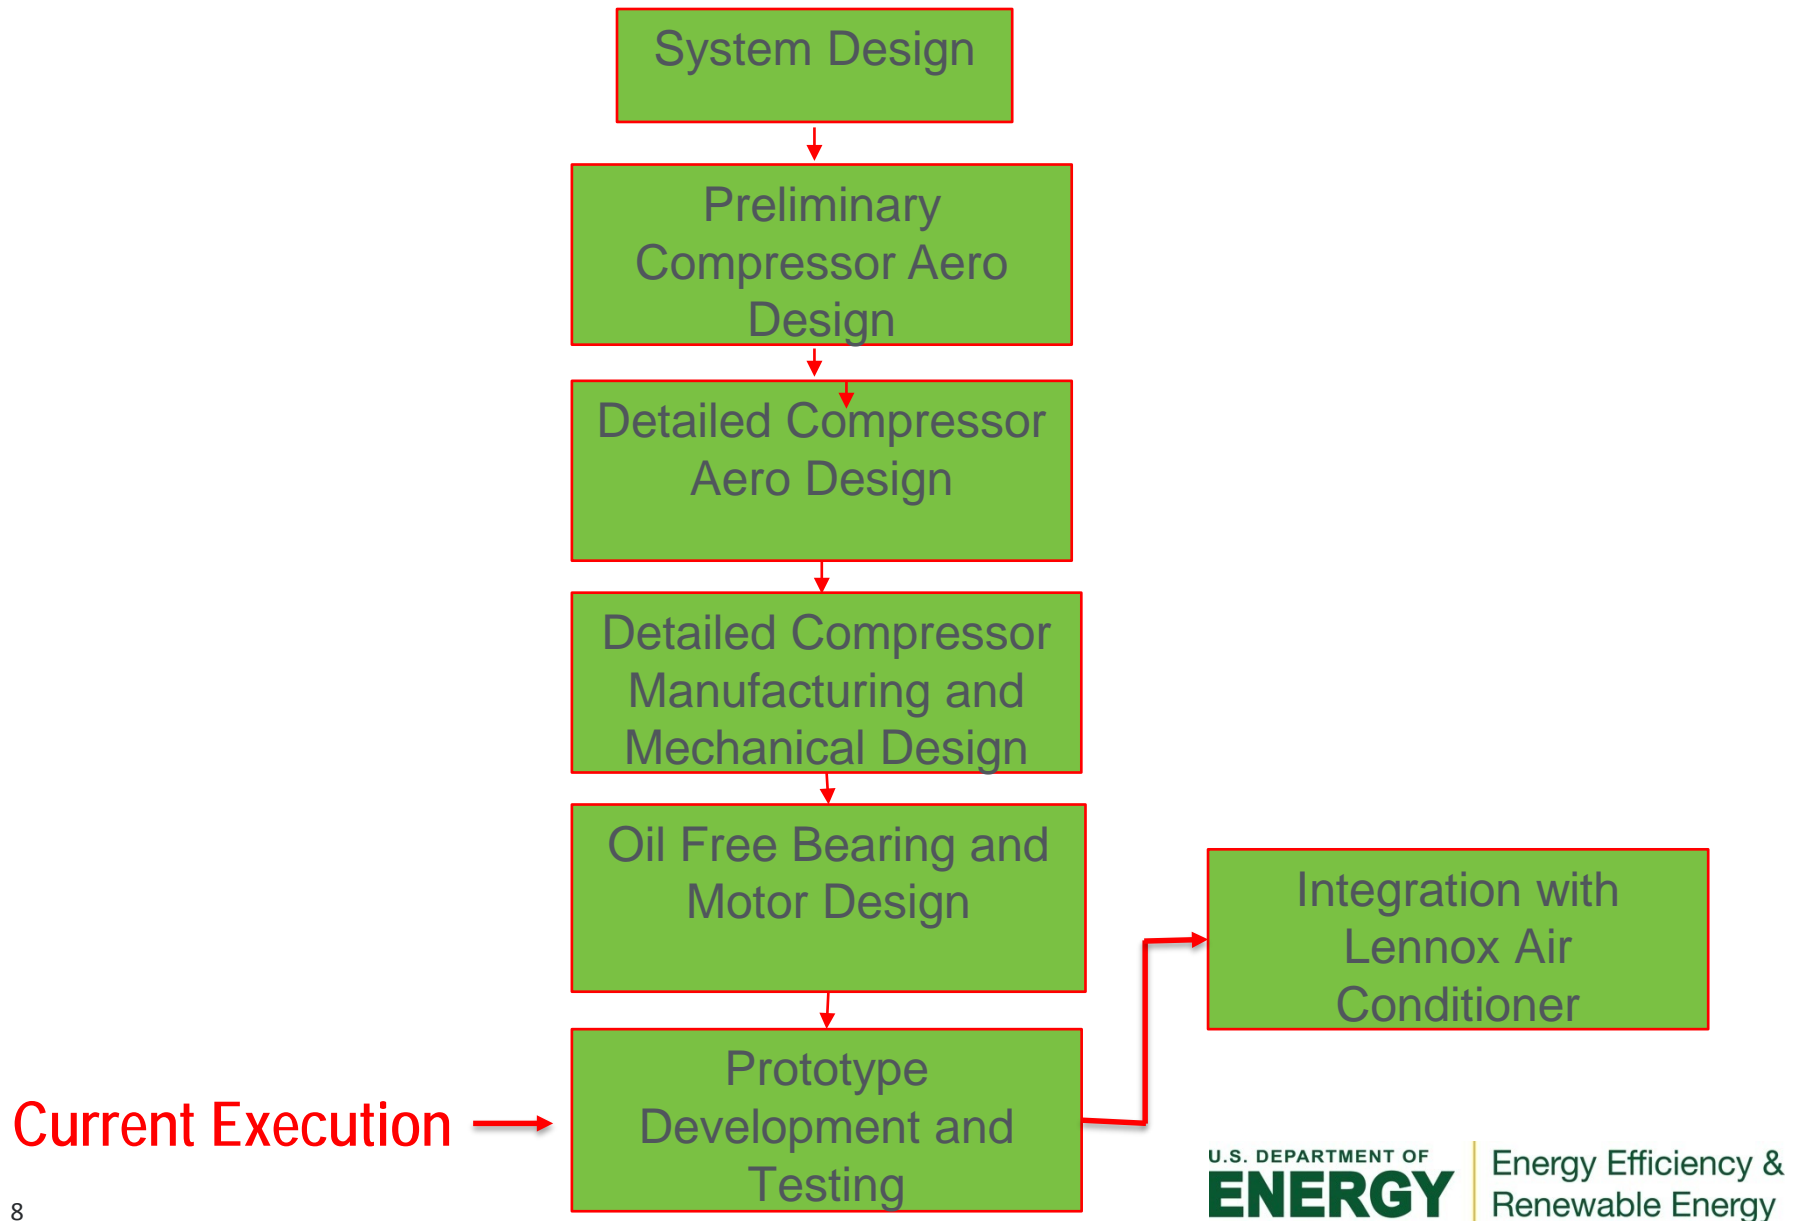 System Design
Preliminary
Compressor Aero
Design
Detailed Compressor
Aero Design
Detailed Compressor
Manufacturing and
Mechanical Design
Oil Free Bearing and
Motor Design
Integration with
Lennox Air
Conditioner
Prototype
Development and
Testing
Current Execution
8
U.S. DEPARTMENT OF
ENERGY
Energy Efficiency &
Renewable Energy